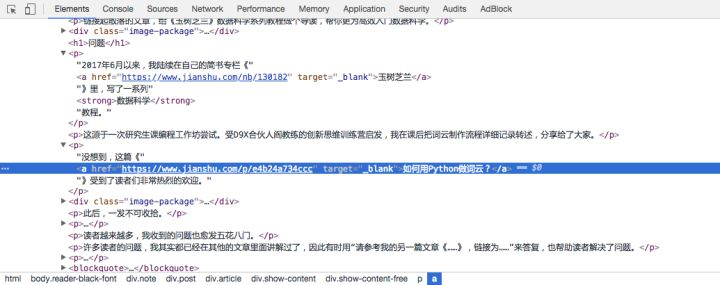 Elements Console Sources Network Performance Memory Application Security Audits AdBlock
<p>链接起散落的文章，给《玉树芝兰》数据科学系列教程做个导读，帮你更为高效入门数据科学。</p>
▶<div class="image-package">…</div>
<h1>问题</h1>
▼<p>
"2017年6月以来，我陆续在自己的简书专栏《"
<a href="https://www.jianshu.com/nb/130182" target="_blank">玉树芝兰</a>
"》里，写了一系列"
<strong>数据科学</strong>
"教程。"
</p>
<p>这源于一次研究生课编程工作坊尝试。受D9X合伙人阎教练的创新思维训练营启发，我在课后把词云制作流程详细记录转述，分享给了大家。</p>
▼<p>
"没想到，这篇《"
… <a href="https://www.jianshu.com/p/e4b24a734ccc" target="_blank">如何用Python做词云？</a> == $0
"》受到了读者们非常热烈的欢迎。"
</p>
▶<div class="image-package">…</div>
<p>此后，一发不可收拾。</p>
▶<p>…</p>
<p>读者越来越多，我收到的问题也愈发五花八门。</p>
<p>许多读者的问题，我其实都已经在其他的文章里面讲解过了，因此有时用“请参考我的另一篇文章《……》，链接为……”来答复，也帮助读者解决了问题。</p>
▶<p>…</p>
▶<blockquote>…</blockquote>
html body.reader-black-font div.note div.post div.article div.show-content div.show-content-free p a